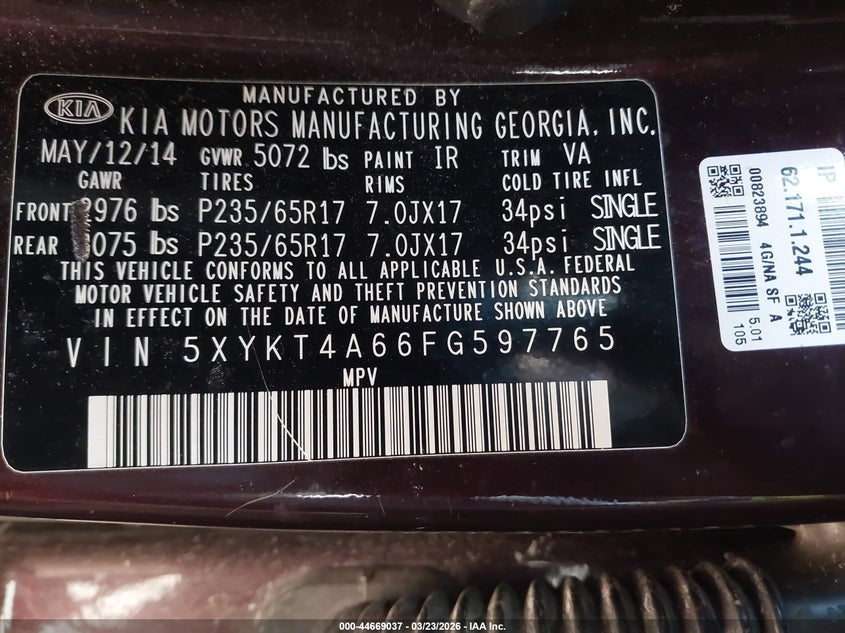 MANUFACTURED BY
KIA KIA MOTORS MANUFACTURING GEORGIA, INC.
MAY/12/14 GVWR 5072 lbs PAINT IR TRIM VA
GAWR TIRES RIMS COLD TIRE INFL
FRONT lbs P235/65R17 7.0JX17 34psi SINGLE
REAR lbs P235/65R17 7.0JX17 34psi SINGLE
THIS VEHICLE CONFORMS TO ALL APPLICABLE U.S.A. FEDERAL
MOTOR VEHICLE SAFETY AND THEFT PREVENTION STANDARDS
IN EFFECT ON THE DATE OF MANUFACTURE SHOWN ABOVE
VIN 5XYKT4A66FG597765
MPV
IP
62.171.1.244
00823894 4G/NA SF A
5.01
105
000-44669037 - 03/23/2026 - IAA Inc.